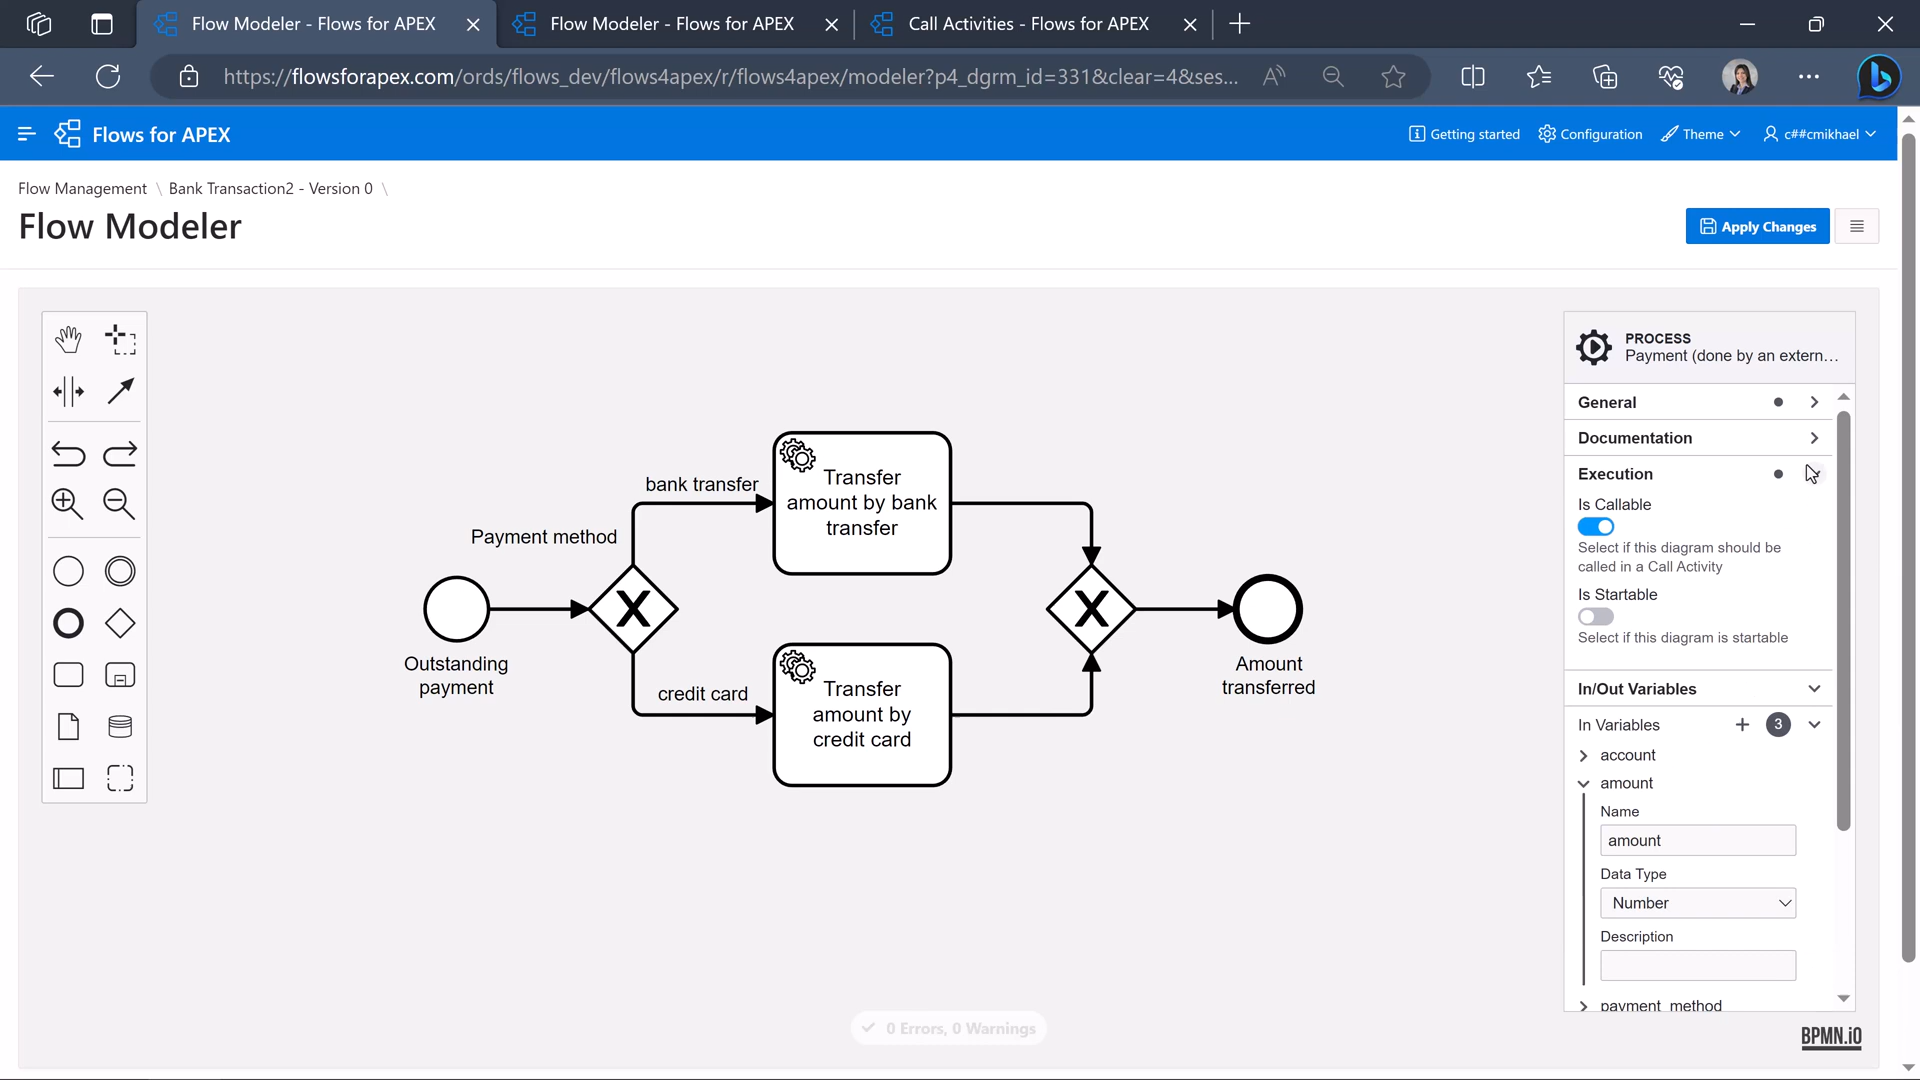 Flow Modeler - Flows for APEX
Flow Modeler - Flows for APEX
Call Activities - Flows for APEX
https://flowsforapex.com/ords/flows_dev/flows4apex/r/flows4apex/modeler?p4_dgrm_id=331&clear=4&ses...
Flows for APEX
Getting started
Configuration
Theme
c##cmikhael
Flow Management \ Bank Transaction2 - Version 0 \
Flow Modeler
Apply Changes
PROCESS
Payment (done by an extern...
General
Documentation
Execution
Is Callable
Select if this diagram should be
called in a Call Activity
Is Startable
Select if this diagram is startable
In/Out Variables
In Variables
3
account
amount
Name
amount
Data Type
Number
Description
payment_method
bank transfer
Payment method
Transfer
amount by bank
transfer
X
X
Outstanding
payment
credit card
Transfer
amount by
credit card
Amount
transferred
0 Errors, 0 Warnings
BPMN.iO